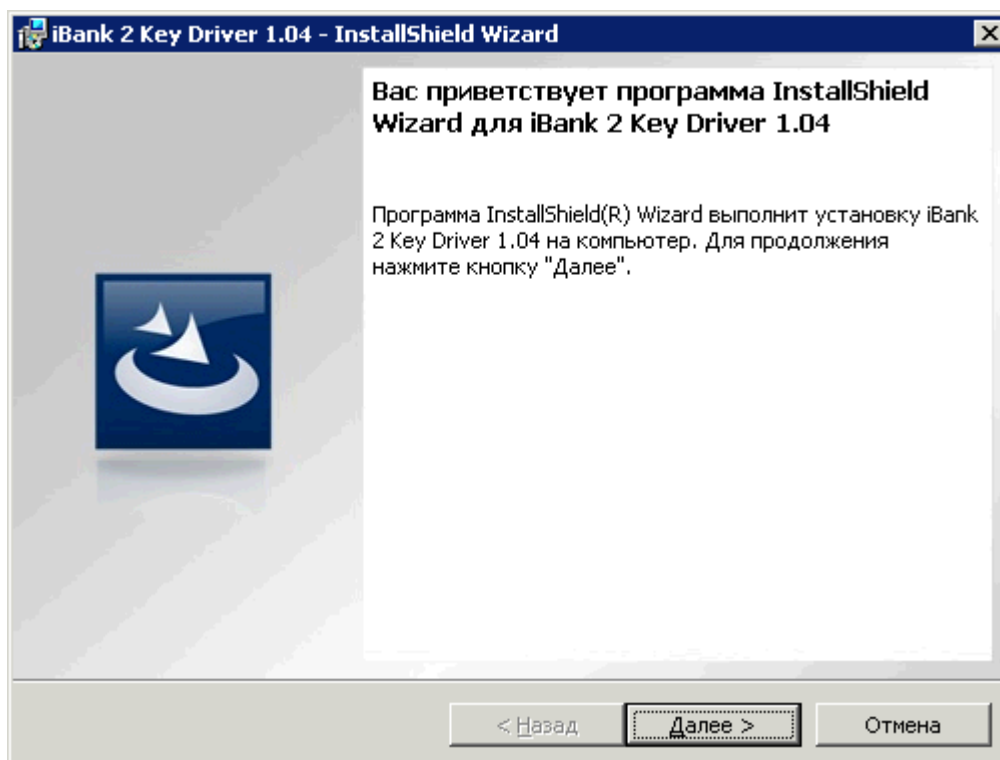 iBank 2 Key Driver 1.04 - InstallShield Wizard
Вас приветствует программа InstallShield
Wizard для iBank 2 Key Driver 1.04
Программа InstallShield(R) Wizard выполнит установку iBank
2 Key Driver 1.04 на компьютер. Для продолжения
нажмите кнопку "Далее".
< Назад
Далее >
Отмена